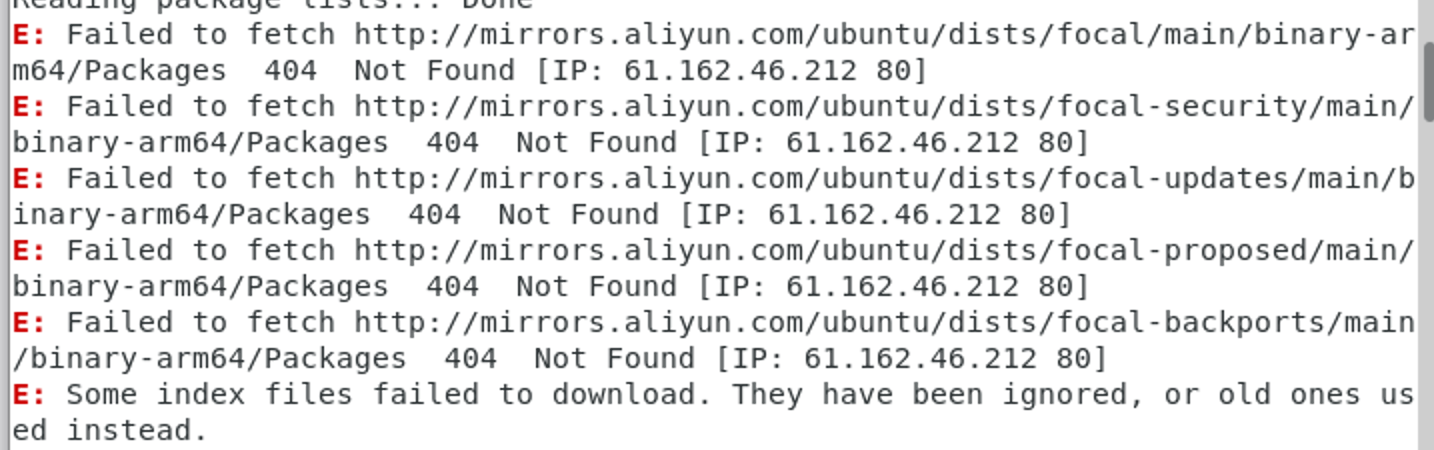 Reading package lists... Done
E: Failed to fetch http://mirrors.aliyun.com/ubuntu/dists/focal/main/binary-ar
m64/Packages  404  Not Found [IP: 61.162.46.212 80]
E: Failed to fetch http://mirrors.aliyun.com/ubuntu/dists/focal-security/main/
binary-arm64/Packages  404  Not Found [IP: 61.162.46.212 80]
E: Failed to fetch http://mirrors.aliyun.com/ubuntu/dists/focal-updates/main/b
inary-arm64/Packages  404  Not Found [IP: 61.162.46.212 80]
E: Failed to fetch http://mirrors.aliyun.com/ubuntu/dists/focal-proposed/main/
binary-arm64/Packages  404  Not Found [IP: 61.162.46.212 80]
E: Failed to fetch http://mirrors.aliyun.com/ubuntu/dists/focal-backports/main
/binary-arm64/Packages  404  Not Found [IP: 61.162.46.212 80]
E: Some index files failed to download. They have been ignored, or old ones us
ed instead.